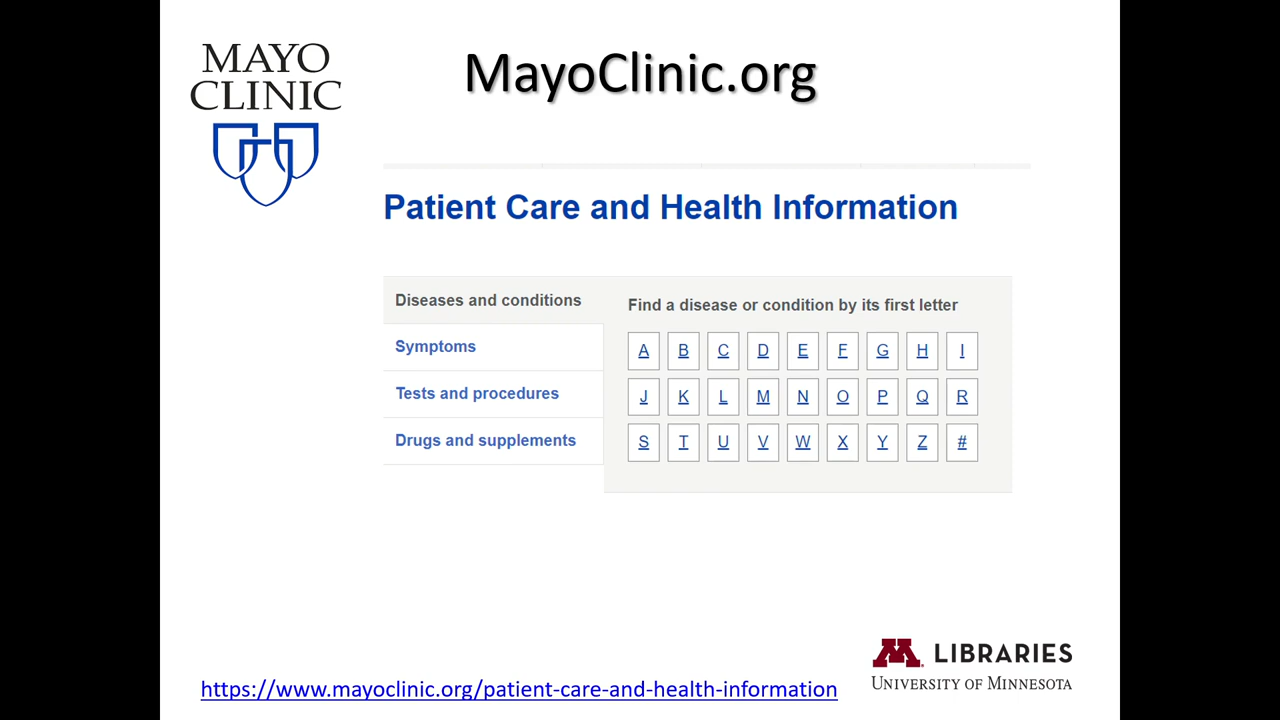 MAYO
CLINIC
MayoClinic.org
Patient Care and Health Information
Diseases and conditions
Symptoms
Tests and procedures
Drugs and supplements
Find a disease or condition by its first letter
A B C D E F G H I
J K L M N O P Q R
S T U V W X Y Z #
https://www.mayoclinic.org/patient-care-and-health-information
M LIBRARIES
UNIVERSITY OF MINNESOTA